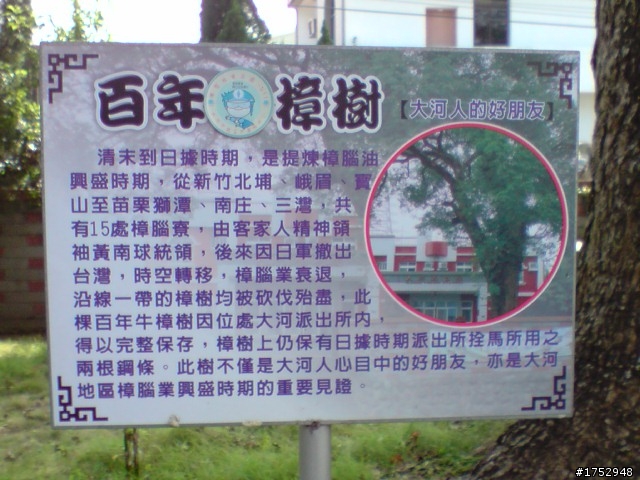 百年樟樹
【大河人的好朋友】
清末到日據時期，是提煉樟腦油
興盛時期，從新竹北埔、峨眉、寶
山至苗栗獅潭、南庄、三灣，共
有15處樟腦寮，由客家人精神領
袖黃南球統領，後來因日軍撤出
台灣，時空轉移，樟腦業衰退，
沿線一帶的樟樹均被砍伐殆盡，此
棵百年牛樟樹因位處大河派出所內，
得以完整保存，樟樹上仍保有日據時期派出所拴馬所用之
兩根鋼條。此樹不僅是大河人心目中的好朋友，亦是大河
地區樟腦業興盛時期的重要見證。
#1752948